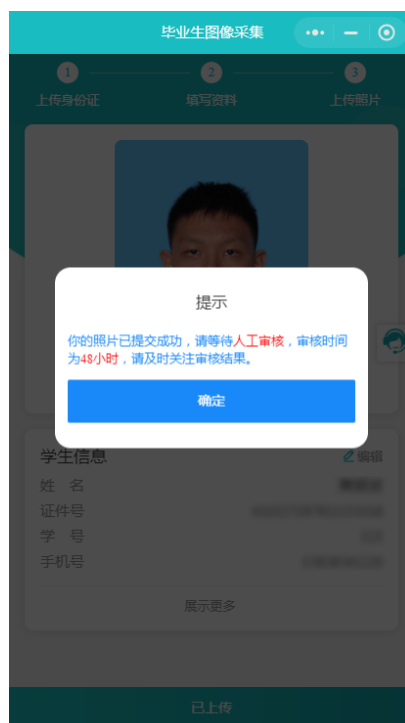 毕业生图像采集
1 2 3
上传身份证 填写资料 上传照片
提示
你的照片已提交成功，请等待人工审核，审核时间
为48小时，请及时关注审核结果。
确定
学生信息 编辑
姓 名
证件号
学 号
手机号
展示更多
已上传